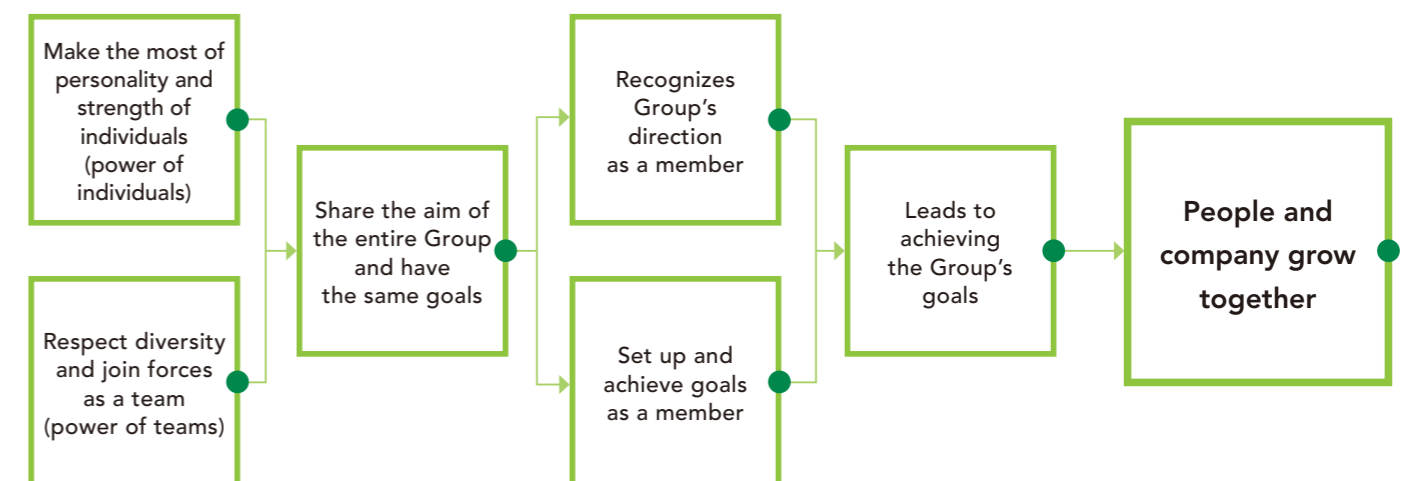 Make the most of
personality and
strength of
individuals
(power of
individuals)
Respect diversity
and join forces
as a team
(power of teams)
Share the aim of
the entire Group
and have
the same goals
Recognizes
Group’s
direction
as a member
Set up and
achieve goals
as a member
Leads to
achieving
the Group’s
goals
People and
company grow
together